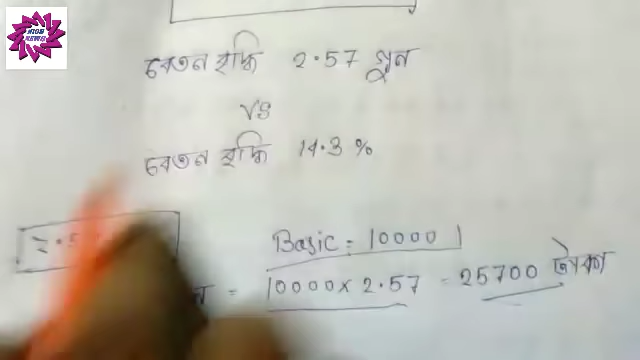 বেতন বৃদ্ধি 2.57 গুন
VS
বেতন বৃদ্ধি 14.3 %
Basic = 10000
= 10000 x 2.57 = 25700 টাকা